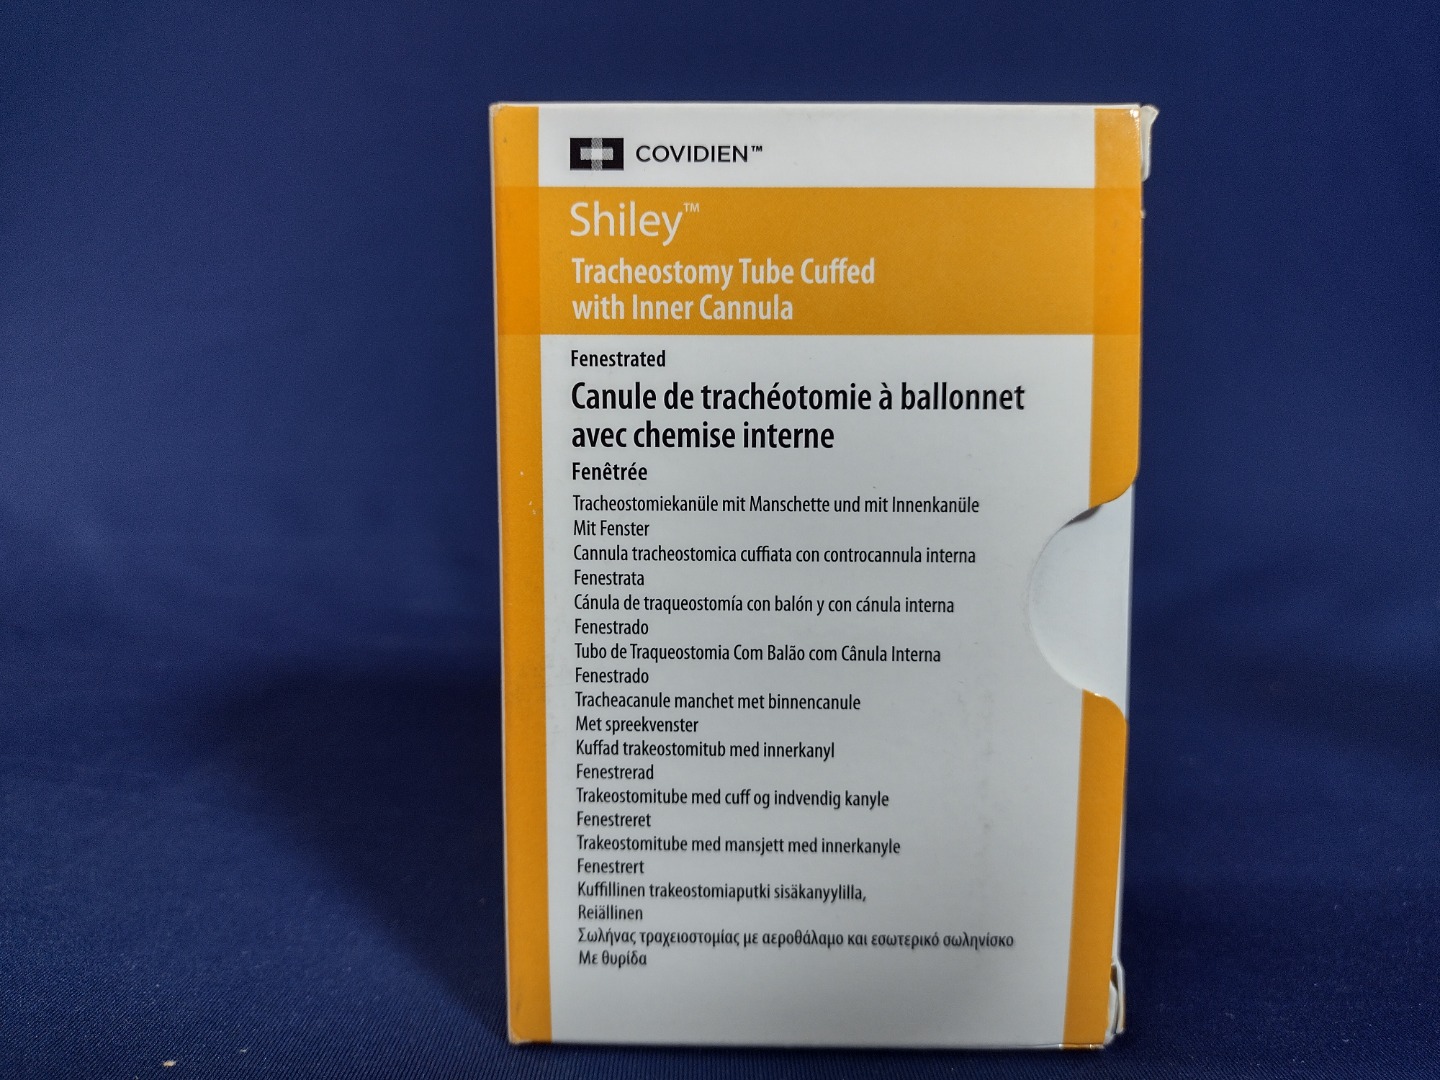 COVIDIEN™
Shiley™
Tracheostomy Tube Cuffed
with Inner Cannula
Fenestrated
Canule de trachéotomie à ballonnet
avec chemise interne
Fenêtrée
Tracheostomiekanüle mit Manschette und mit Innenkanüle
Mit Fenster
Cannula tracheostomica cuffiata con controcannula interna
Fenestrata
Cánula de traqueostomía con balón y con cánula interna
Fenestrado
Tubo de Traqueostomia Com Balão com Cânula Interna
Fenestrado
Tracheacanule manchet met binnencanule
Met spreekvenster
Kuffad trakeostomitub med innerkanyl
Fenestrerad
Trakeostomitube med cuff og indvendig kanyle
Fenestreret
Trakeostomitube med mansjett med innerkanyle
Fenestrert
Kuffillinen trakeostomiaputki sisäkanyylilla,
Reiällinen
Σωλήνας τραχειοστομίας με αεροθάλαμο και εσωτερικό σωληνίσκο
Με θυρίδα